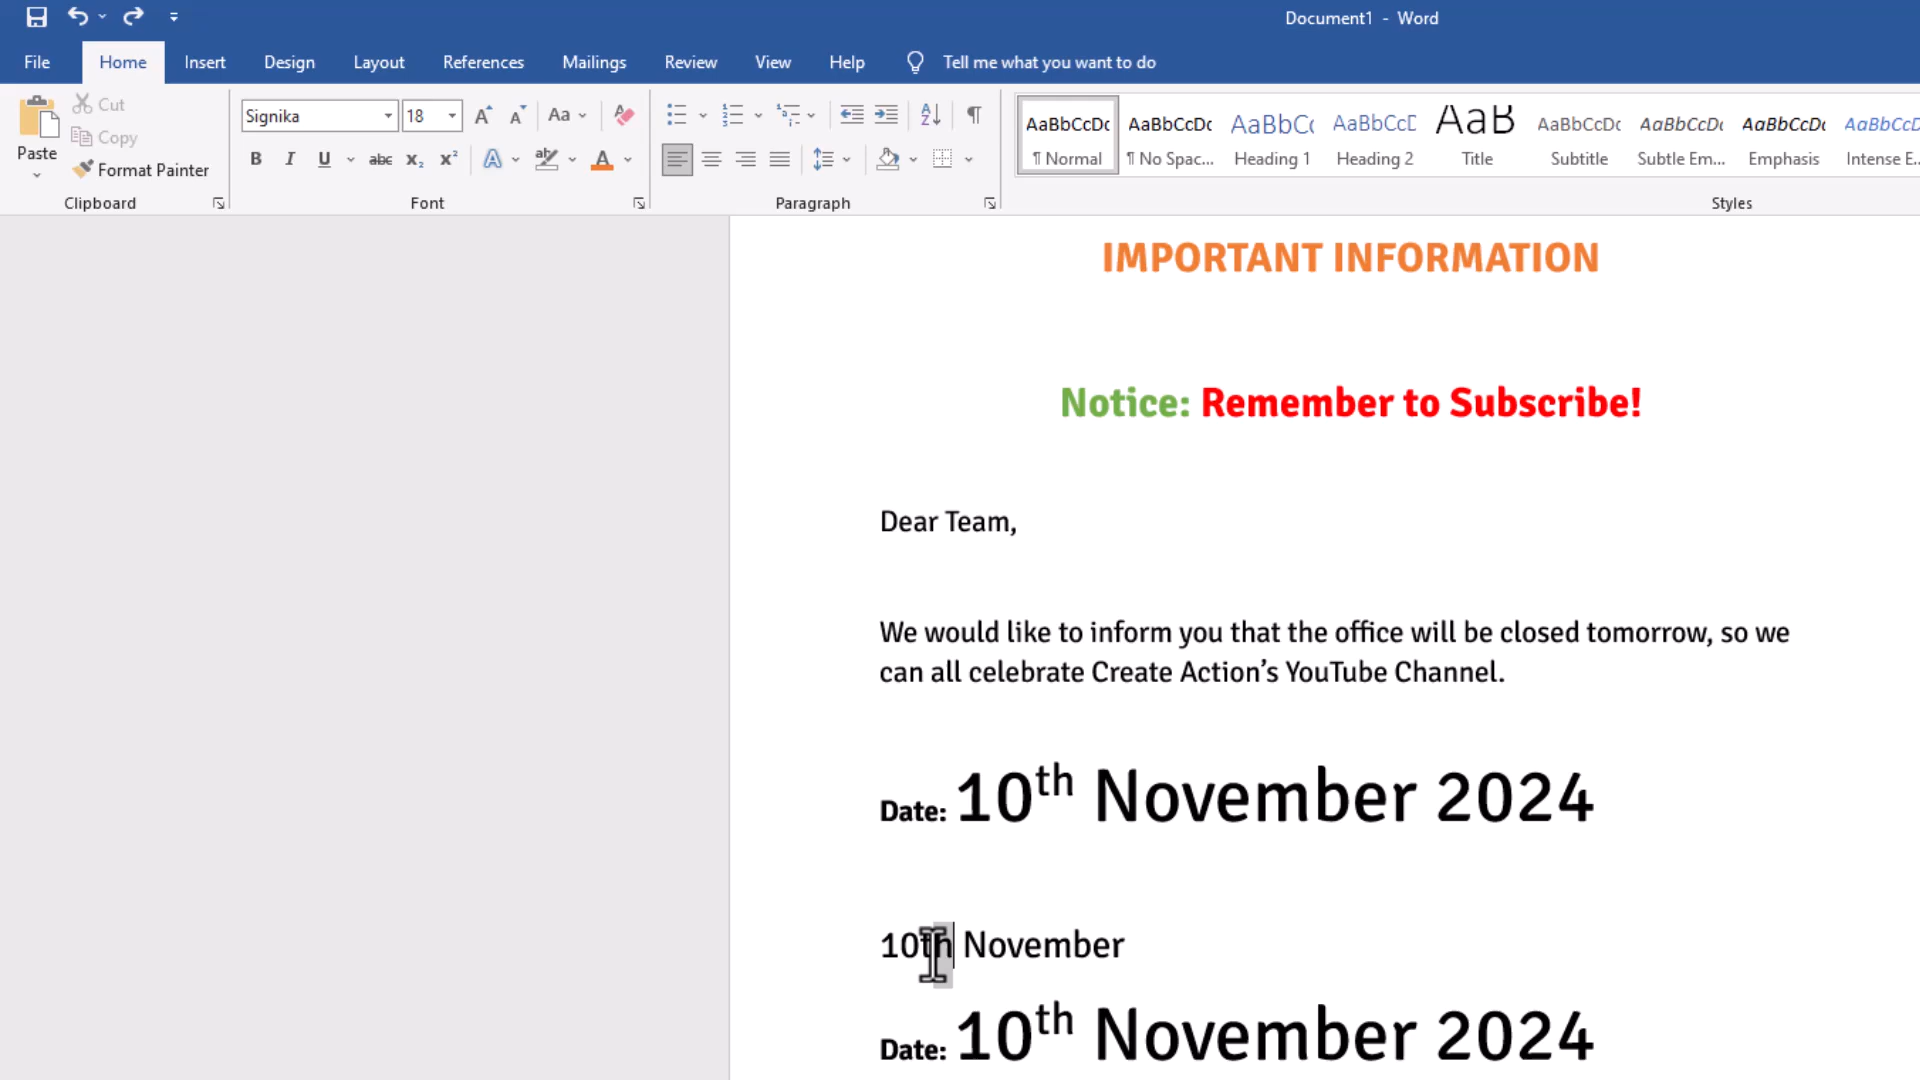 Document1 - Word
File Home Insert Design Layout References Mailings Review View Help Tell me what you want to do
Paste
Cut
Copy
Format Painter
Clipboard
Signika 18
Aa
B I U abc x₂ x² A aby A
Font
A Z ¶
Paragraph
AaBbCcDc AaBbCcDc AaBbCc AaBbCcD AaB AaBbCcDc AaBbCcDc AaBbCcDc AaBbCcD
¶ Normal ¶ No Spac... Heading 1 Heading 2 Title Subtitle Subtle Em... Emphasis Intense E...
Styles
IMPORTANT INFORMATION
Notice: Remember to Subscribe!
Dear Team,
We would like to inform you that the office will be closed tomorrow, so we
can all celebrate Create Action’s YouTube Channel.
Date: 10th November 2024
10th November
Date: 10th November 2024